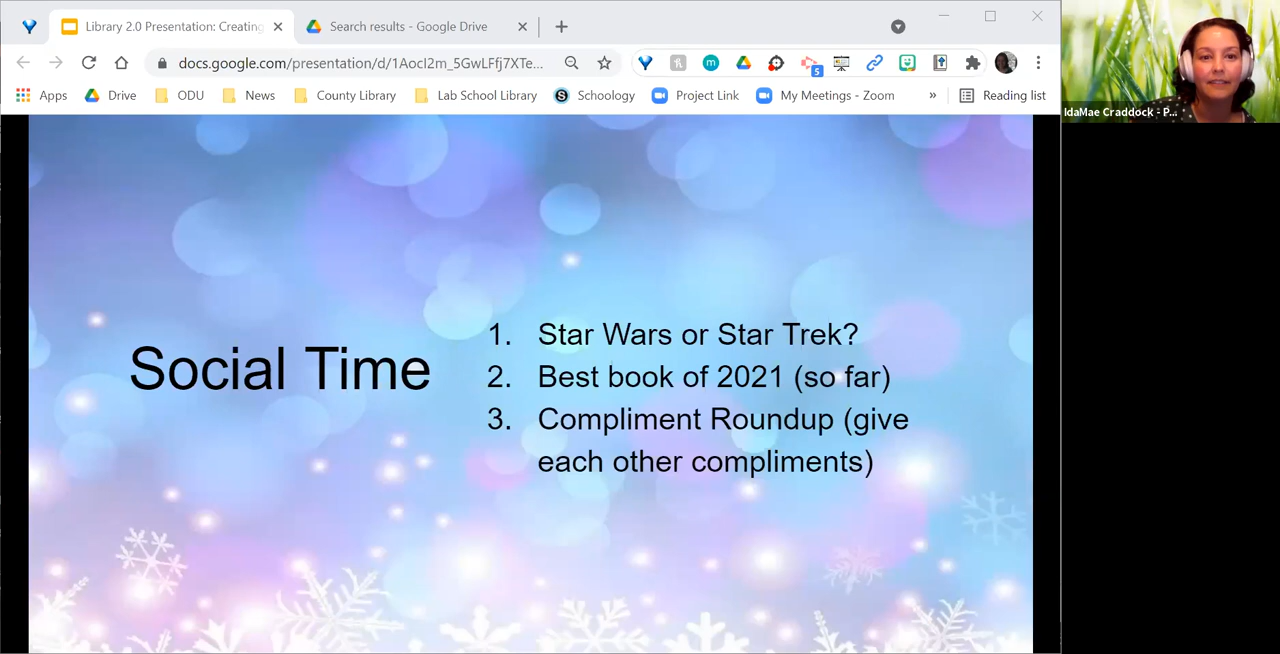 Library 2.0 Presentation: Creating
Search results - Google Drive
docs.google.com/presentation/d/1AocI2m_5GwLFfj7XTe...
5
Apps
Drive
ODU
News
County Library
Lab School Library
S
Schoology
Project Link
My Meetings - Zoom
»
Reading list
IdaMae Craddock - P...
Social Time
1. Star Wars or Star Trek?
2. Best book of 2021 (so far)
3. Compliment Roundup (give
each other compliments)